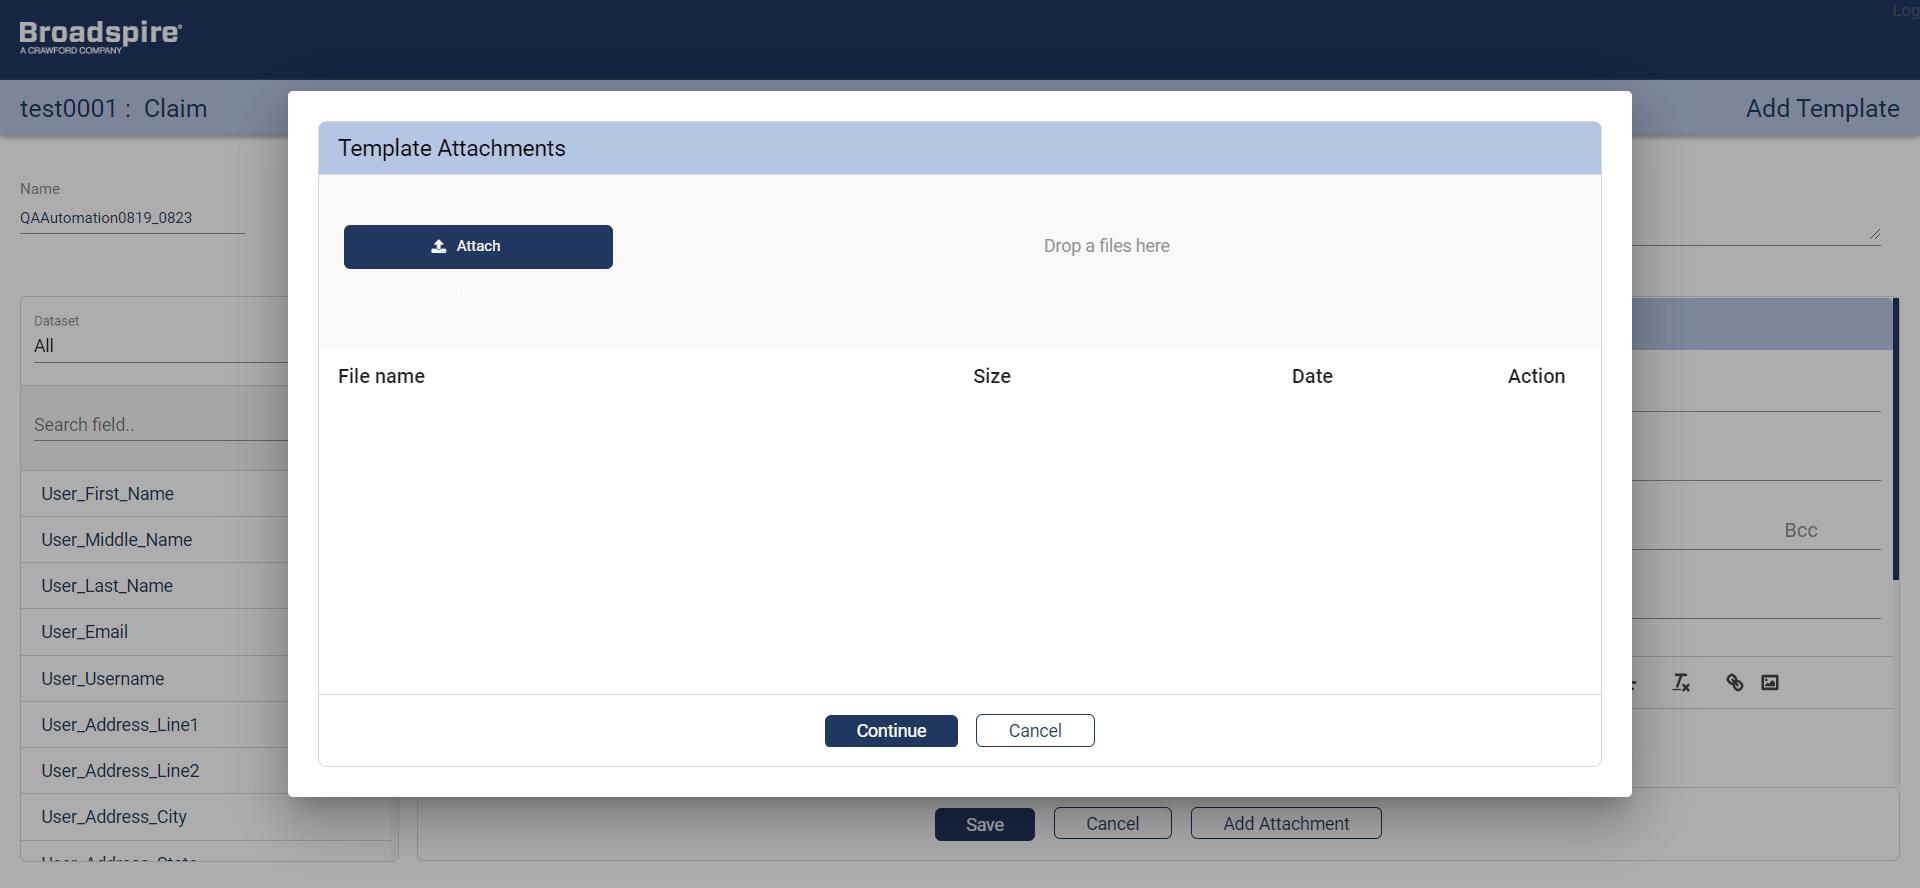 Log
Broadspire®
A CRAWFORD COMPANY
test0001 : Claim
Add Template
Template Attachments
Name
QAAutomation0819_0823
Attach
file
Drop a files here
Dataset
All
File name Size Date Action
Search field..
User_First_Name
User_Middle_Name
Bcc
User_Last_Name
User_Email
User_Username
User_Address_Line1
Continue
Cancel
User_Address_Line2
User_Address_City
Save
Cancel
Add Attachment
User_Address_State